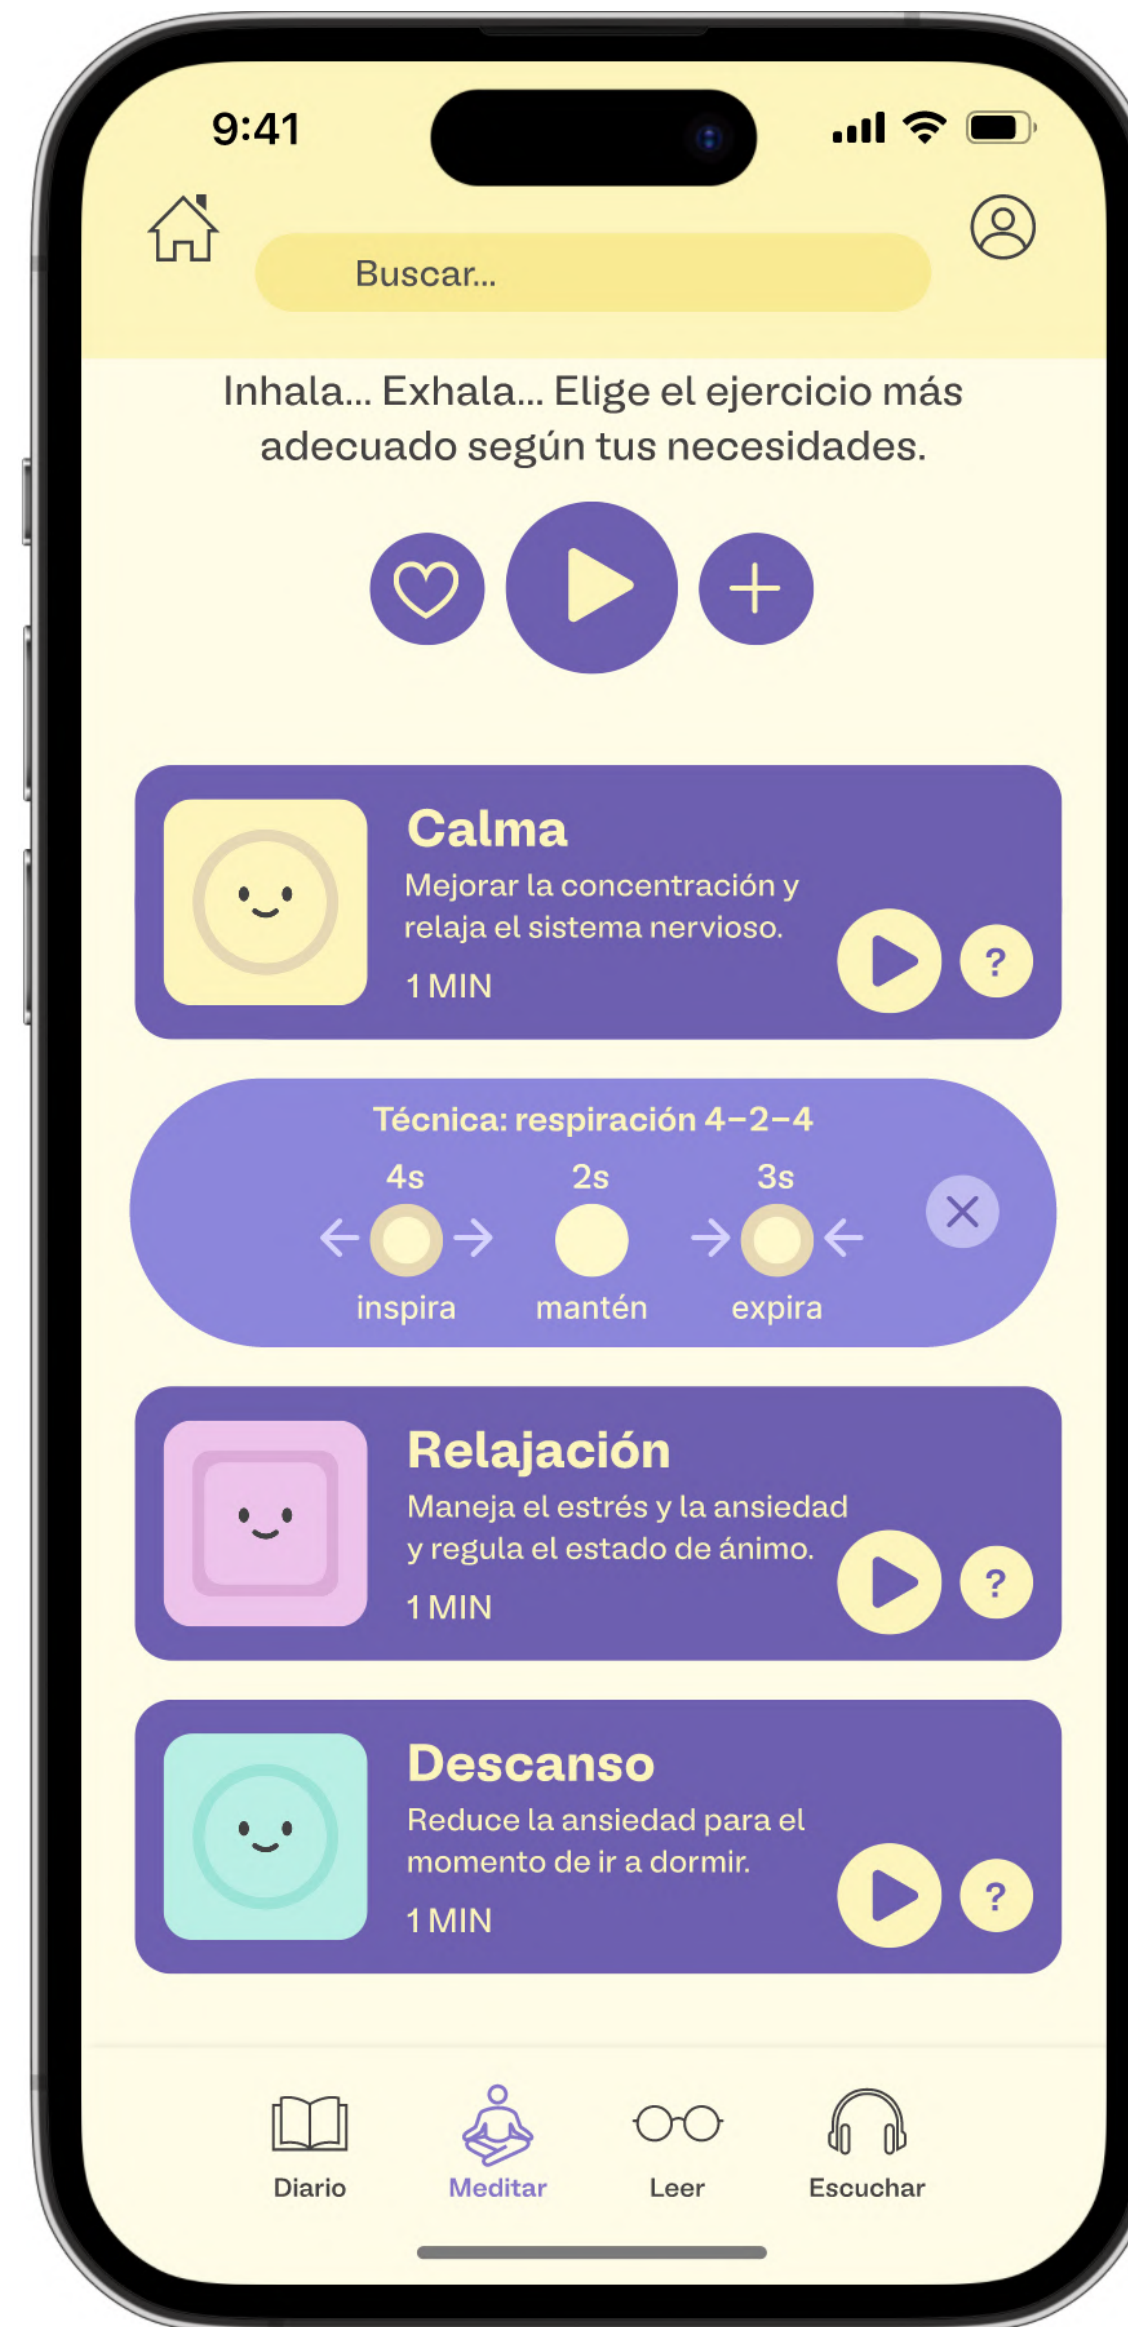 9:41
Buscar...
Inhala... Exhala... Elige el ejercicio más
adecuado según tus necesidades.
Calma
Mejorar la concentración y
relaja el sistema nervioso.
1 MIN
?
Técnica: respiración 4–2–4
4s 2s 3s
inspira mantén expira
Relajación
Maneja el estrés y la ansiedad
y regula el estado de ánimo.
1 MIN
?
Descanso
Reduce la ansiedad para el
momento de ir a dormir.
1 MIN
?
Diario Meditar Leer Escuchar